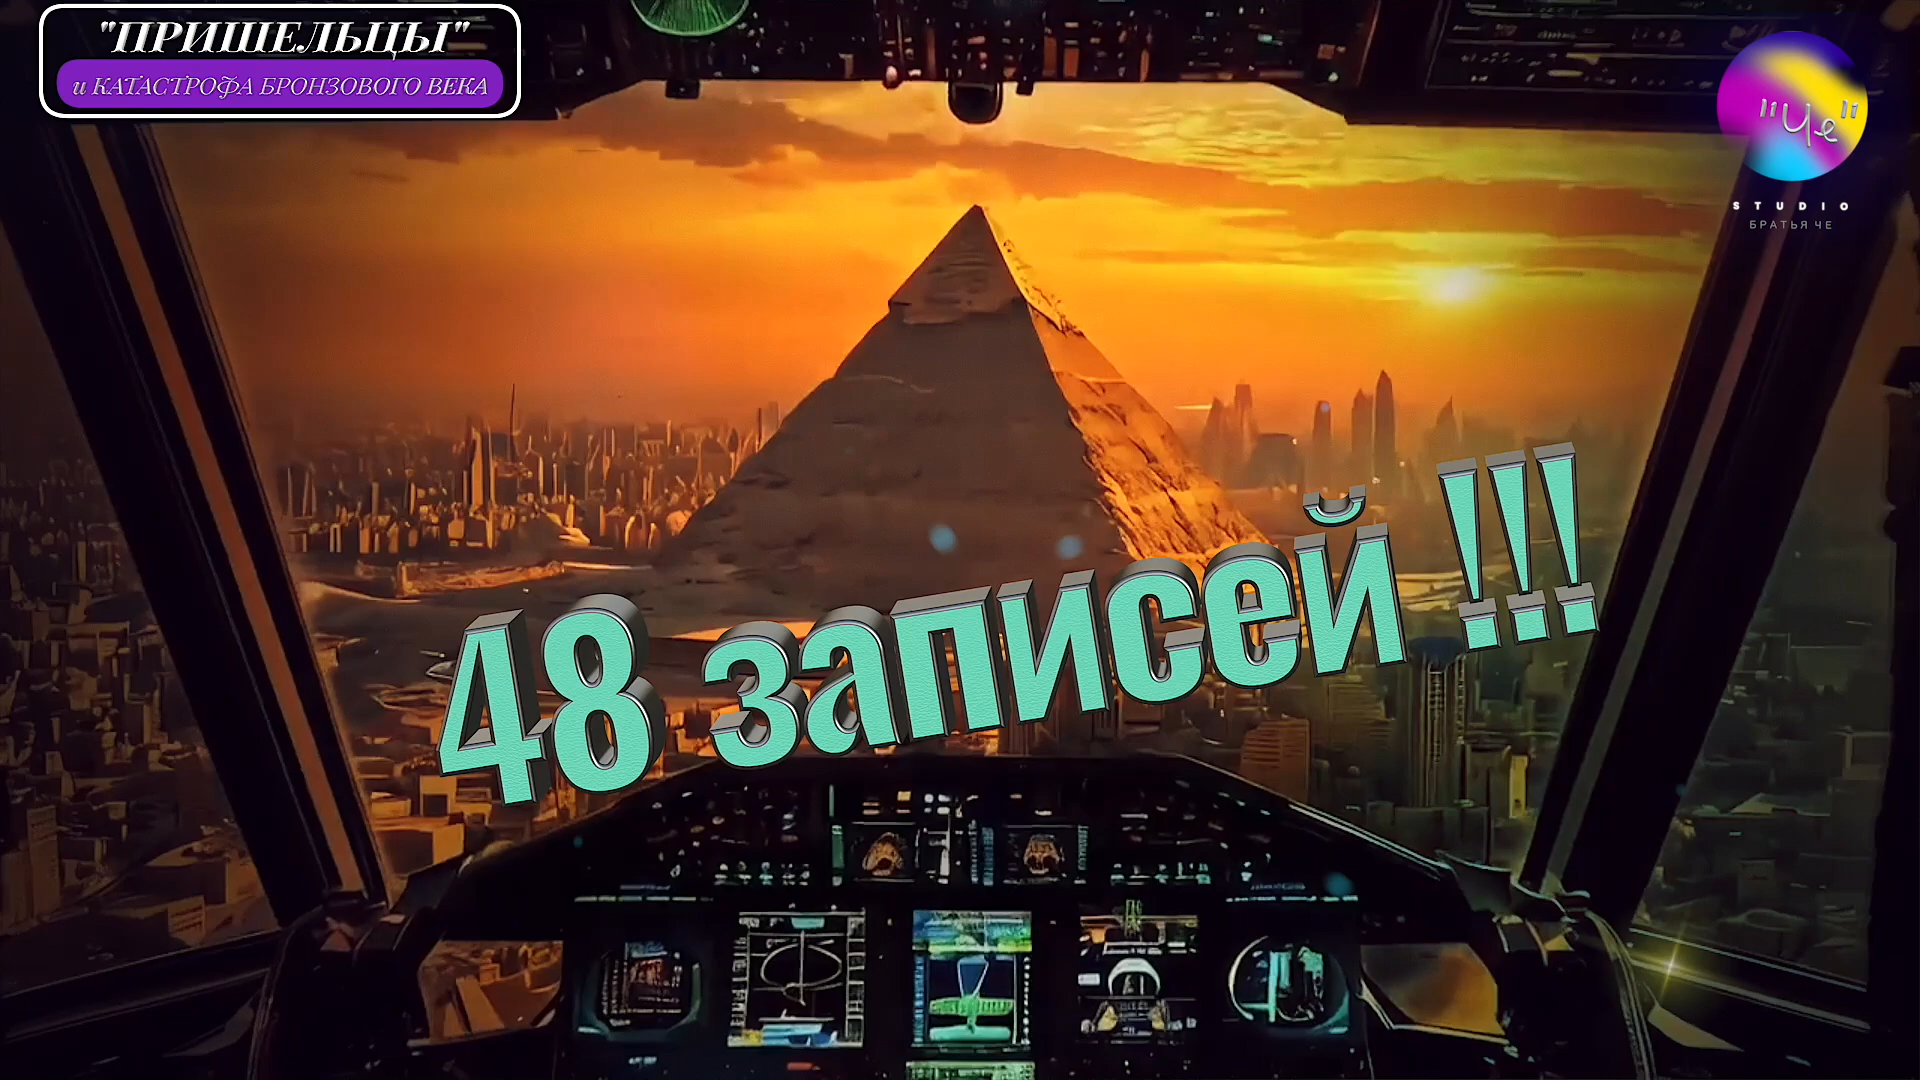 "ПРИШЕЛЬЦЫ"
и КАТАСТРОФА БРОНЗОВОГО ВЕКА
"Че"
STUDIO
БРАТЬЯ ЧЕ
48 записей !!!